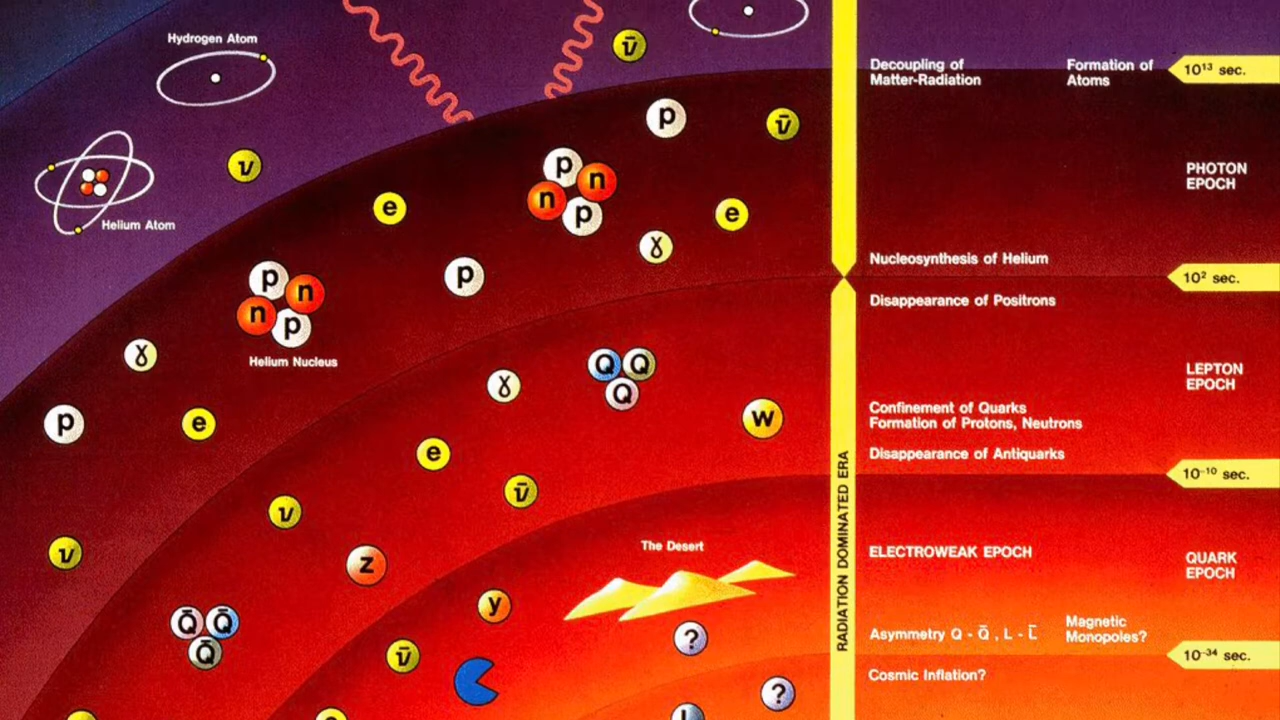 Hydrogen Atom
ν̄
Decoupling of
Matter-Radiation
Formation of
Atoms
10¹³ sec.
p
ν̄
ν
p
n
n
p
PHOTON
EPOCH
e
e
Helium Atom
ɣ
Nucleosynthesis of Helium
p
p
n
n
p
10² sec.
Disappearance of Positrons
Helium Nucleus
ɣ
ɣ
Q
Q
Q
LEPTON
EPOCH
p
e
w
Confinement of Quarks
Formation of Protons, Neutrons
e
Disappearance of Antiquarks
10⁻¹⁰ sec.
ν̄
ν
ν
The Desert
RADIATION DOMINATED ERA
ELECTROWEAK EPOCH
QUARK
EPOCH
z
y
Q̄
Q̄
Q̄
?
Asymmetry Q - Q̄ , L - L̄
Magnetic
Monopoles?
ν̄
10⁻³⁴ sec.
Cosmic Inflation?
?